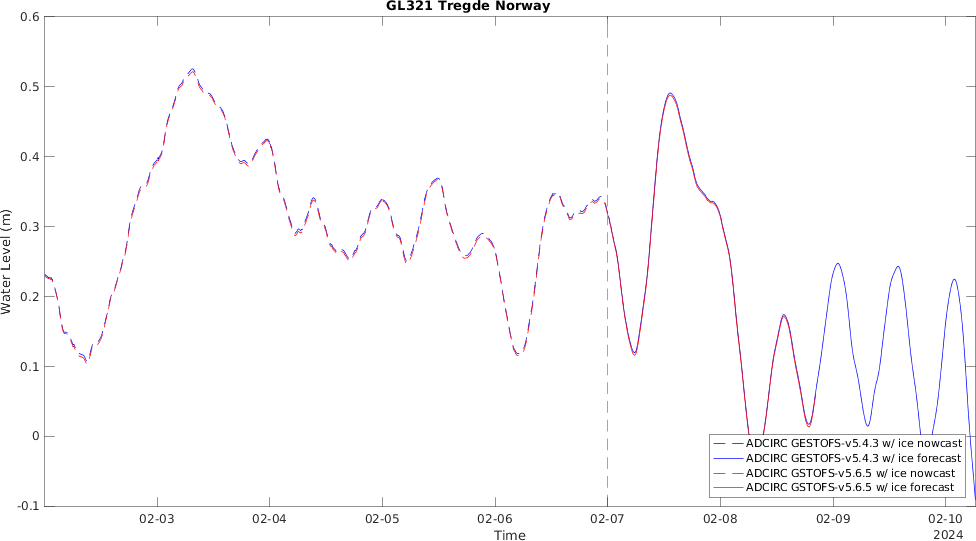 GL321 Tregde Norway
0.6
0.5
0.4
0.3
0.2
0.1
0
-0.1
Water Level (m)
ADCIRC GESTOFS-v5.4.3 w/ ice nowcast
ADCIRC GESTOFS-v5.4.3 w/ ice forecast
ADCIRC GSTOFS-v5.6.5 w/ ice nowcast
ADCIRC GSTOFS-v5.6.5 w/ ice forecast
02-03 02-04 02-05 02-06 02-07 02-08 02-09 02-10
Time 2024